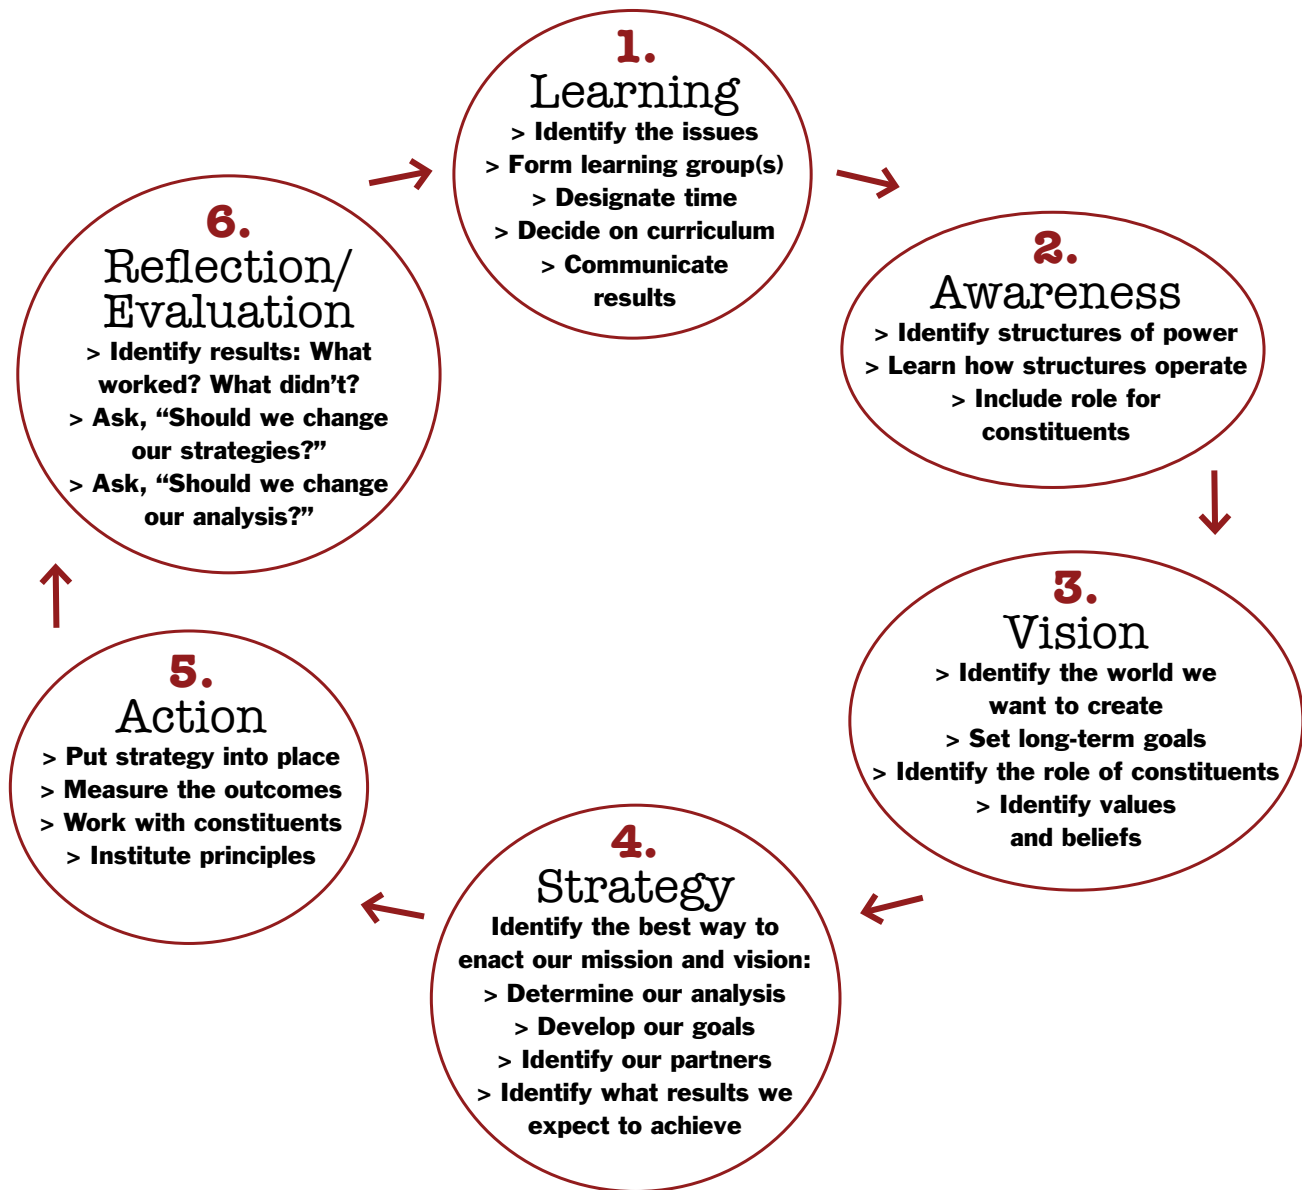 1.
Learning
> Identify the issues
> Form learning group(s)
> Designate time
> Decide on curriculum
> Communicate
results
2.
Awareness
> Identify structures of power
> Learn how structures operate
> Include role for
constituents
3.
Vision
> Identify the world we
want to create
> Set long-term goals
> Identify the role of constituents
> Identify values
and beliefs
4.
Strategy
Identify the best way to
enact our mission and vision:
> Determine our analysis
> Develop our goals
> Identify our partners
> Identify what results we
expect to achieve
5.
Action
> Put strategy into place
> Measure the outcomes
> Work with constituents
> Institute principles
6.
Reflection/
Evaluation
> Identify results: What
worked? What didn’t?
> Ask, “Should we change
our strategies?”
> Ask, “Should we change
our analysis?”